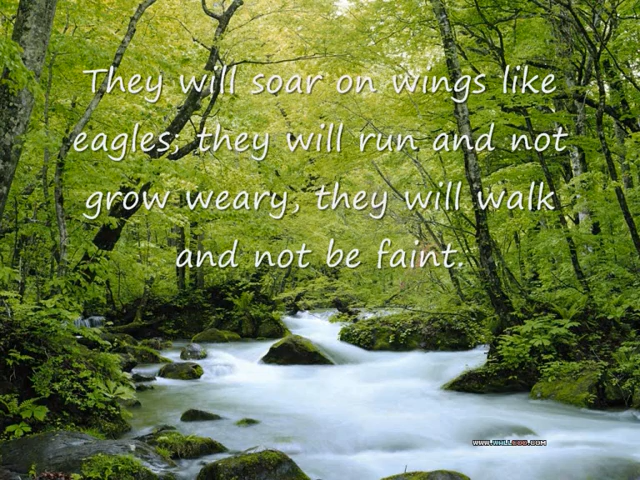 They will soar on wings like
eagles; they will run and not
grow weary, they will walk
and not be faint.